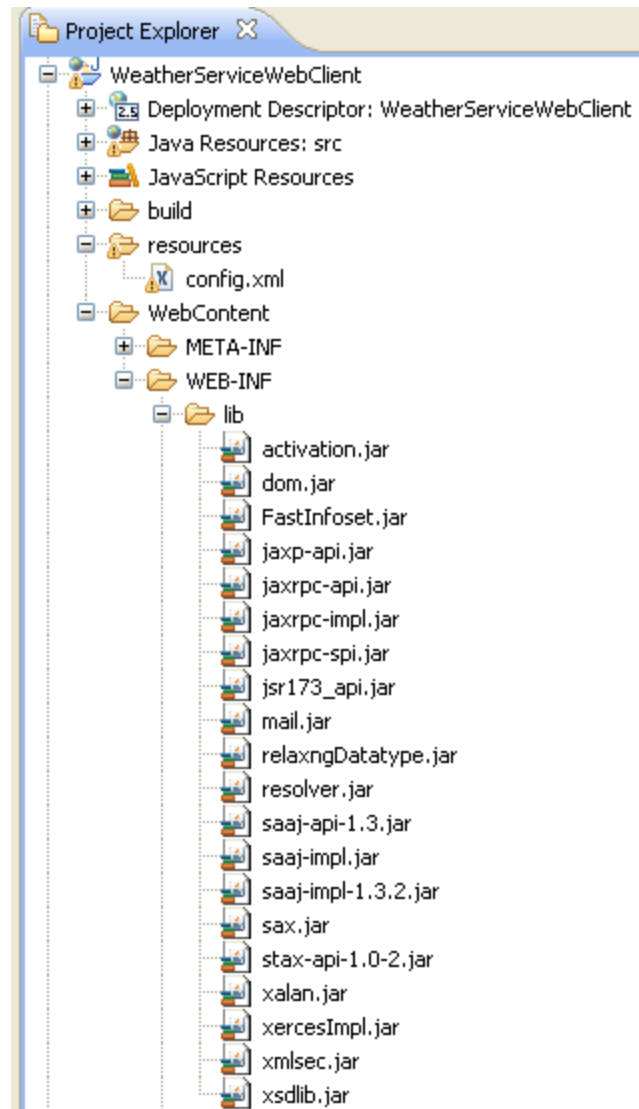 Project Explorer
WeatherServiceWebClient
2.5 Deployment Descriptor: WeatherServiceWebClient
Java Resources: src
JavaScript Resources
build
resources
X config.xml
WebContent
META-INF
WEB-INF
lib
activation.jar
dom.jar
FastInfoset.jar
jaxp-api.jar
jaxrpc-api.jar
jaxrpc-impl.jar
jaxrpc-spi.jar
jsr173_api.jar
mail.jar
relaxngDatatype.jar
resolver.jar
saaj-api-1.3.jar
saaj-impl.jar
saaj-impl-1.3.2.jar
sax.jar
stax-api-1.0-2.jar
xalan.jar
xercesImpl.jar
xmlsec.jar
xsdlib.jar